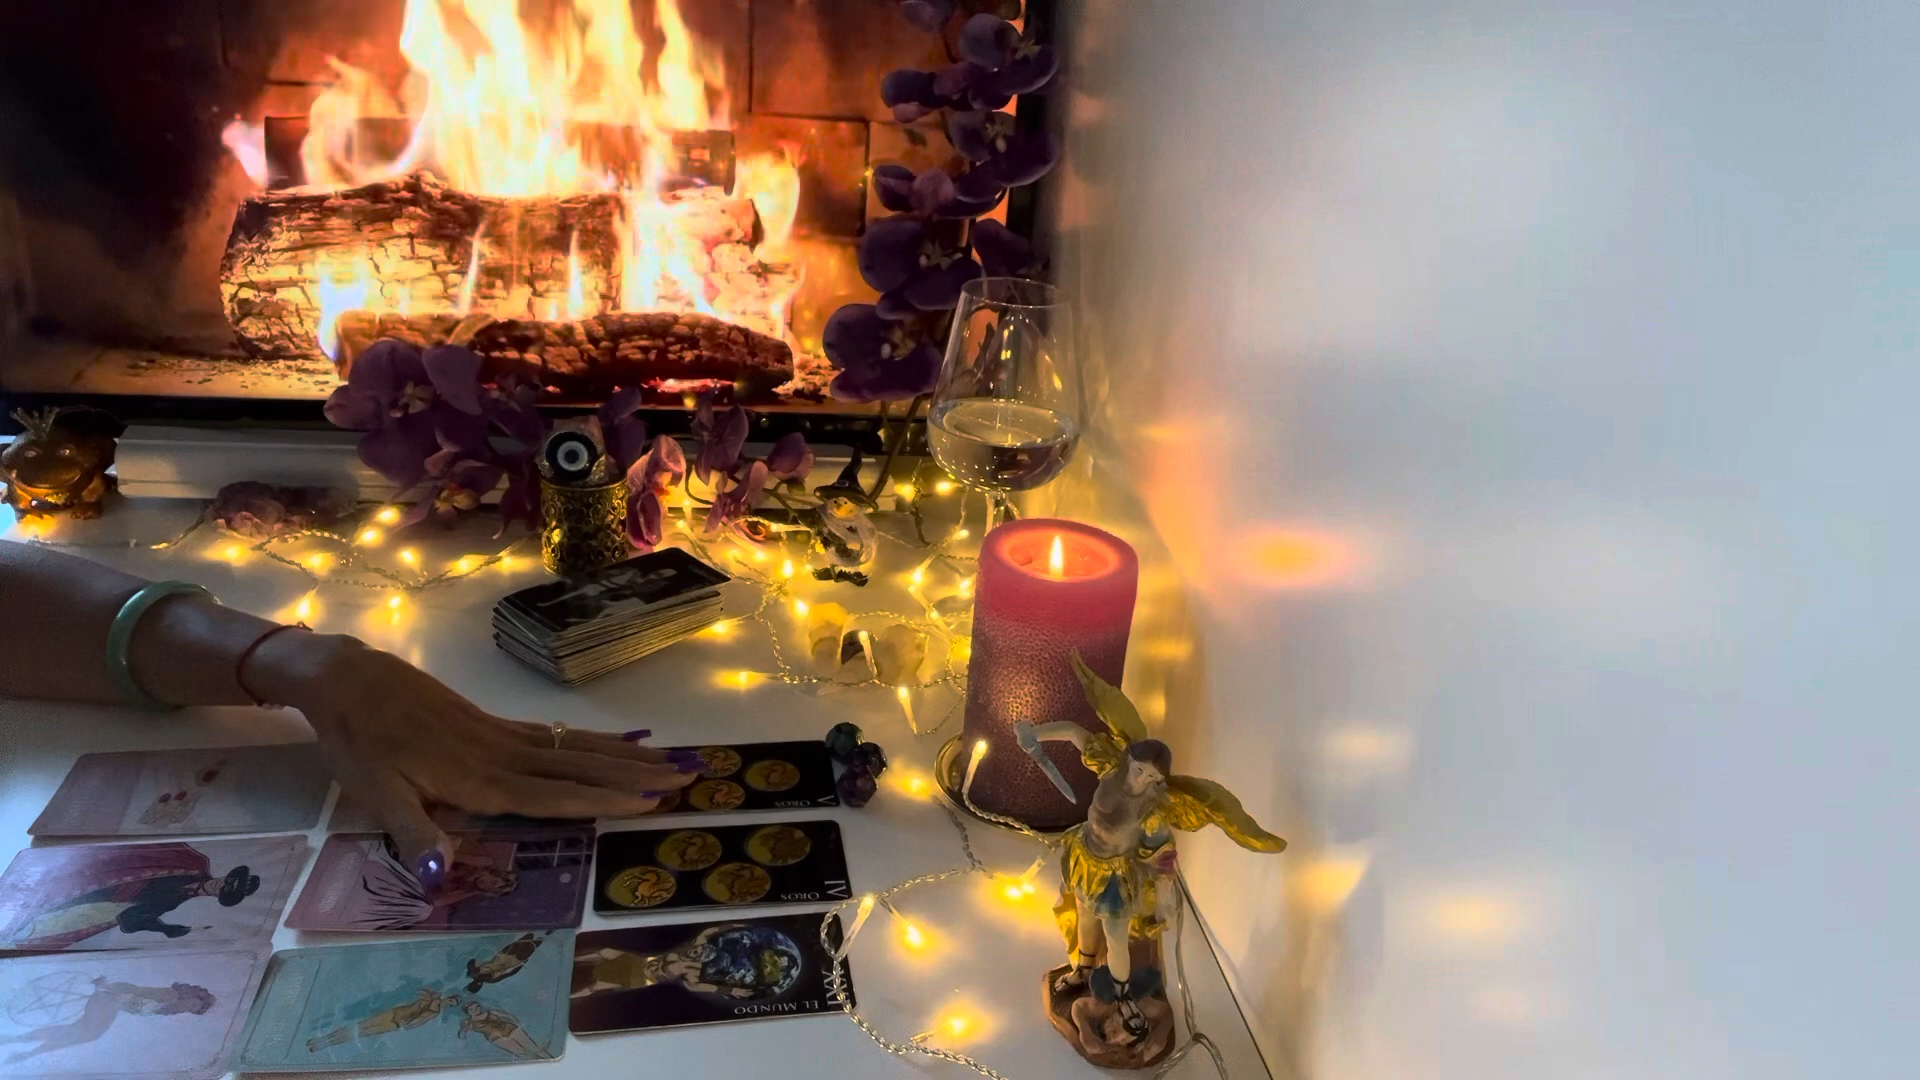 V
OROS
IV
OROS
XXI
EL MUNDO